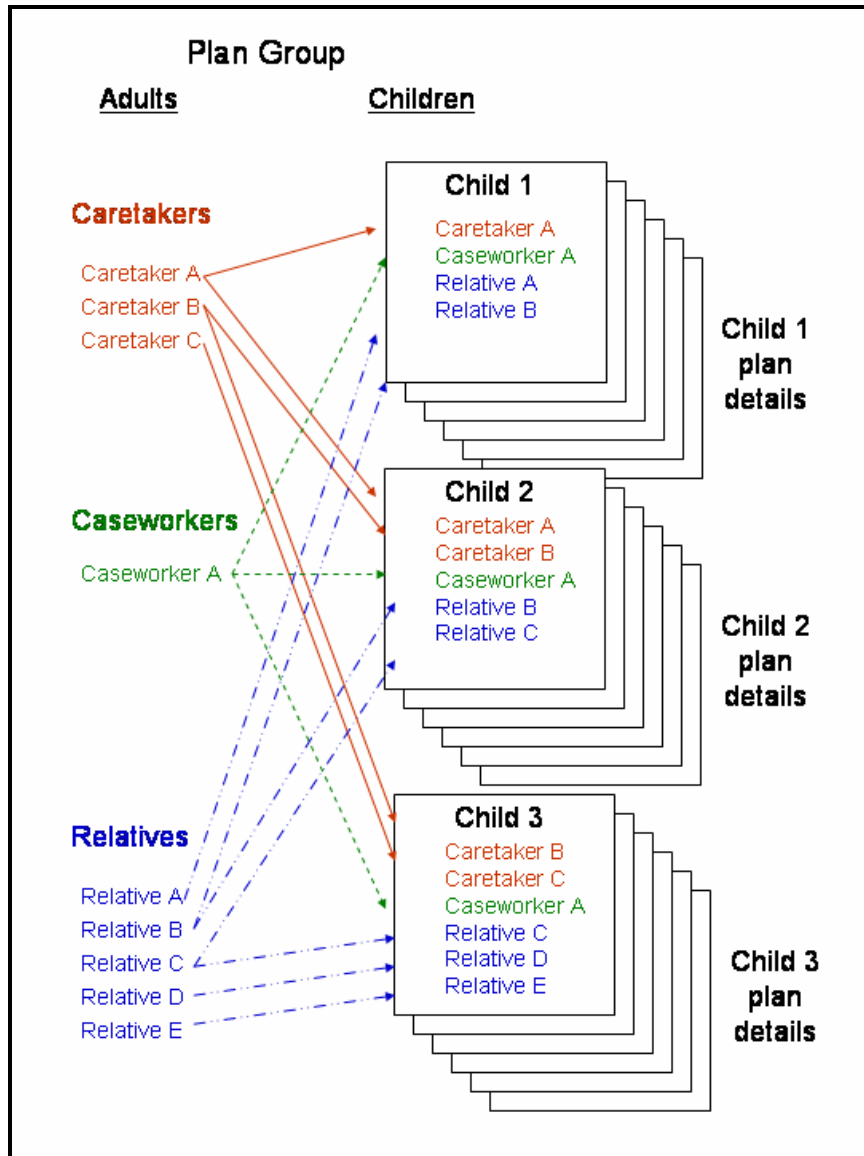 Plan Group
Adults
Children
Caretakers
Caretaker A
Caretaker B
Caretaker C
Caseworkers
Caseworker A
Relatives
Relative A
Relative B
Relative C
Relative D
Relative E
Child 1
Caretaker A
Caseworker A
Relative A
Relative B
Child 1
plan
details
Child 2
Caretaker A
Caretaker B
Caseworker A
Relative B
Relative C
Child 2
plan
details
Child 3
Caretaker B
Caretaker C
Caseworker A
Relative C
Relative D
Relative E
Child 3
plan
details